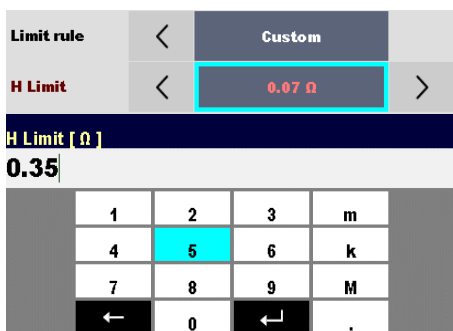 Limit rule < Custom
H Limit < 0.07 Ω >
H Limit [ Ω ]
0.35
1 2 3 m
4 5 6 k
7 8 9 M
← 0 ↵ .